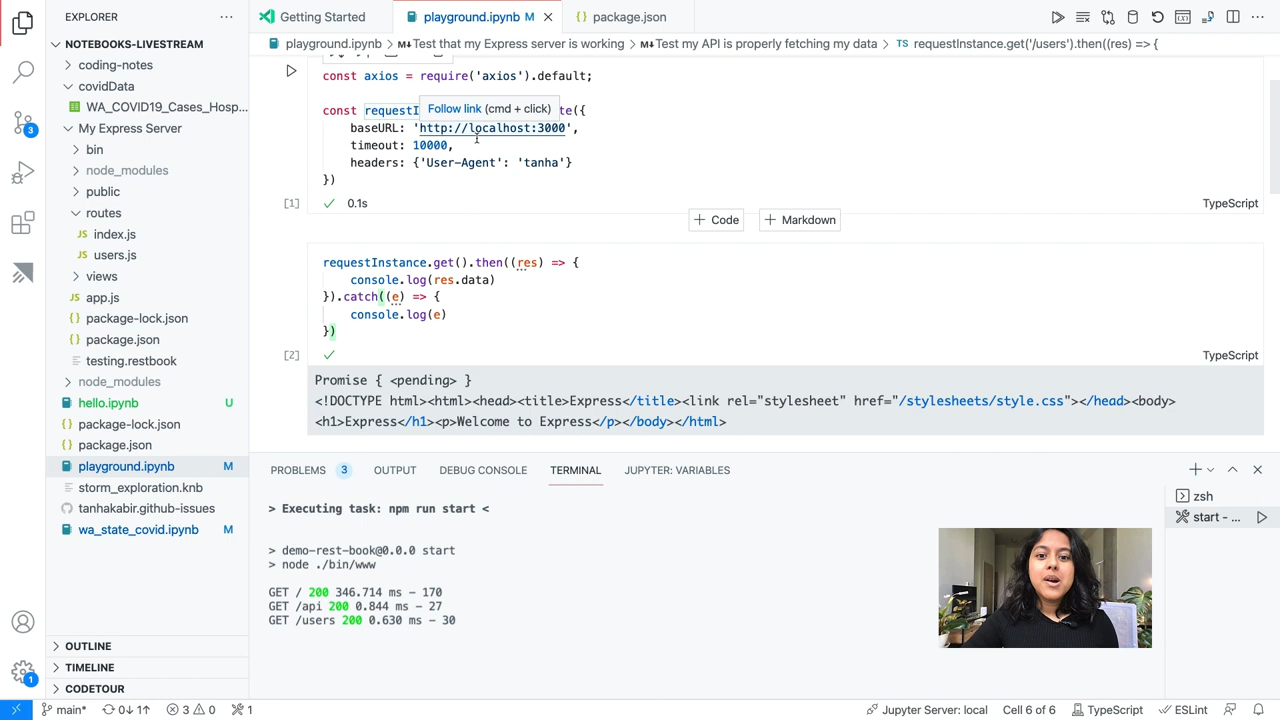 EXPLORER
Getting Started
playground.ipynb M
package.json
NOTEBOOKS-LIVESTREAM
playground.ipynb > Test that my Express server is working > Test my API is properly fetching my data > TS requestInstance.get('/users').then((res) => {
coding-notes
covidData
WA_COVID19_Cases_Hosp...
My Express Server
bin
node_modules
public
routes
JS index.js
JS users.js
views
JS app.js
{} package-lock.json
{} package.json
testing.restbook
node_modules
hello.ipynb U
{} package-lock.json
{} package.json
playground.ipynb M
storm_exploration.knb
tanhakabir.github-issues
wa_state_covid.ipynb M
OUTLINE
TIMELINE
CODETOUR
const axios = require('axios').default;
Follow link (cmd + click)
const requestI te({
baseURL: 'http://localhost:3000',
timeout: 10000,
headers: {'User-Agent': 'tanha'}
})
[1] 0.1s TypeScript
+ Code + Markdown
requestInstance.get().then((res) => {
console.log(res.data)
}).catch((e) => {
console.log(e)
})
[2] TypeScript
Promise { <pending> }
<!DOCTYPE html><html><head><title>Express</title><link rel="stylesheet" href="/stylesheets/style.css"></head><body>
<h1>Express</h1><p>Welcome to Express</p></body></html>
PROBLEMS 3 OUTPUT DEBUG CONSOLE TERMINAL JUPYTER: VARIABLES
> Executing task: npm run start <
> demo-rest-book@0.0.0 start
> node ./bin/www
GET / 200 346.714 ms - 170
GET /api 200 0.844 ms - 27
GET /users 200 0.630 ms - 30
zsh
start - ...
3
1
main* 0↓ 1↑ 3 0 1 Jupyter Server: local Cell 6 of 6 TypeScript ESLint